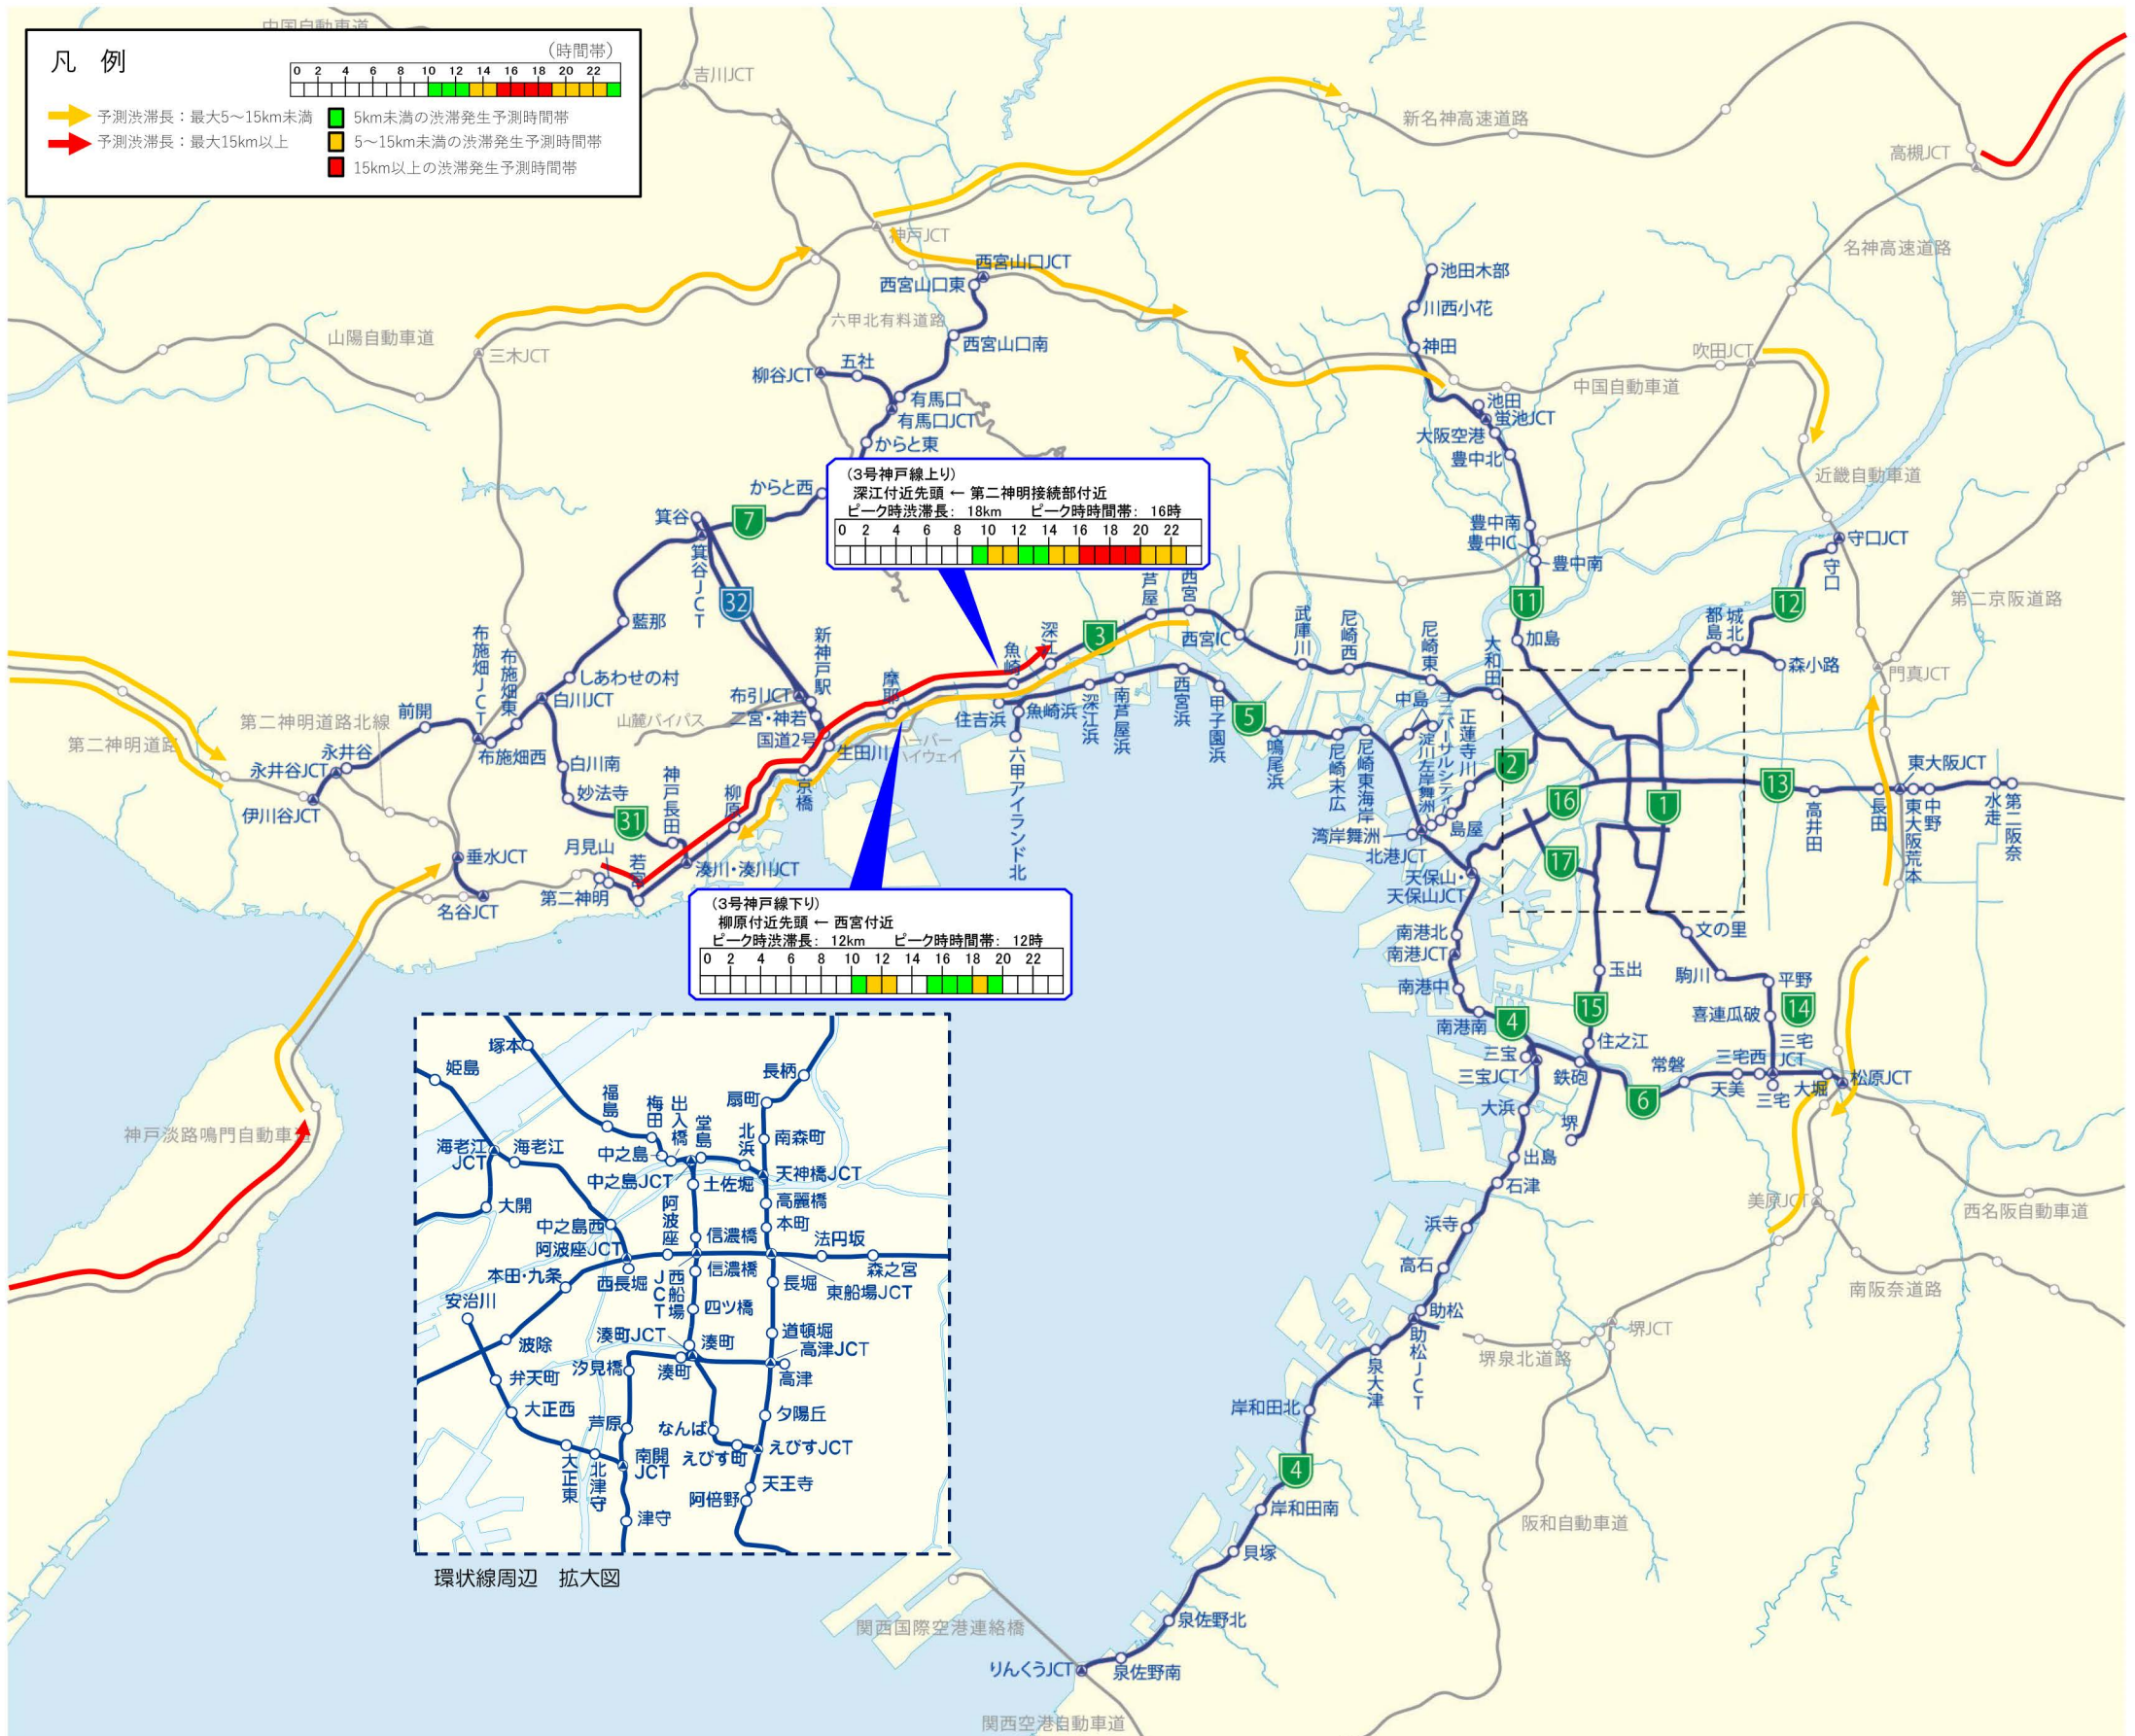 中国自動車道
凡 例
(時間帯)
0 2 4 6 8 10 12 14 16 18 20 22
予測渋滞長：最大5～15km未満
5km未満の渋滞発生予測時間帯
予測渋滞長：最大15km以上
5～15km未満の渋滞発生予測時間帯
15km以上の渋滞発生予測時間帯
吉川JCT
新名神高速道路
高槻JCT
神戸JCT
名神高速道路
西宮山口JCT
西宮山口東
池田木部
川西小花
六甲北有料道路
山陽自動車道
西宮山口南
神田
三木JCT
吹田JCT
五社
柳谷JCT
中国自動車道
有馬口
有馬口JCT
池田
蛍池JCT
からと東
大阪空港
豊中北
近畿自動車道
からと西
(3号神戸線上り)
深江付近先頭 ← 第二神明接続部付近
ピーク時渋滞長： 18km ピーク時時間帯： 16時
0 2 4 6 8 10 12 14 16 18 20 22
箕谷
7
箕谷JCT
豊中南
豊中IC
豊中南
守口JCT
守口
32
11
12
第二京阪道路
芦屋
西宮
藍那
新神戸駅
布施畑JCT
布施畑東
魚崎
深江
3
西宮IC
武庫川
尼崎西
尼崎東
大和田
加島
都島
城北
森小路
門真JCT
しあわせの村
白川JCT
布引JCT
摩耶
二宮・神若
国道2号
生田川
山麓バイパス
ハーバーハイウェイ
住吉浜
魚崎浜
六甲アイランド北
深江浜
南芦屋浜
西宮浜
甲子園浜
5
鳴尾浜
尼崎末広
尼崎東海岸
中島
ユニバーサルシティ
淀川左岸舞洲
正蓮寺川
2
第二神明道路北線
第二神明道路
前開
永井谷
永井谷JCT
伊川谷JCT
布施畑西
白川南
妙法寺
31
神戸長田
柳原
京橋
湊川・湊川JCT
月見山
若宮
第二神明
垂水JCT
名谷JCT
湾岸舞洲
島屋
北港JCT
天保山・
天保山JCT
16
17
1
13
高井田
長田
東大阪JCT
東大阪荒本
中野
水走
第二阪奈
(3号神戸線下り)
柳原付近先頭 ← 西宮付近
ピーク時渋滞長： 12km ピーク時時間帯： 12時
0 2 4 6 8 10 12 14 16 18 20 22
南港北
南港JCT
南港中
南港南
4
文の里
駒川
平野
喜連瓜破
14
玉出
15
住之江
三宝
三宝JCT
鉄砲
常磐
三宅西
三宅JCT
天美
三宅
大堀
松原JCT
6
大浜
堺
出島
石津
浜寺
高石
助松
助松JCT
泉大津
岸和田北
4
岸和田南
貝塚
泉佐野北
泉佐野南
りんくうJCT
美原JCT
西名阪自動車道
南阪奈道路
堺JCT
堺泉北道路
阪和自動車道
関西国際空港連絡橋
関西空港自動車道
神戸淡路鳴門自動車道
塚本
姫島
長柄
福島
梅田
出入橋
堂島
扇町
北浜
南森町
海老江JCT
海老江
中之島
中之島JCT
土佐堀
天神橋JCT
大開
高麗橋
阿波座
中之島西
本町
信濃橋
法円坂
阿波座JCT
本田・九条
西長堀
西船場JCT
信濃橋
長堀
東船場JCT
森之宮
安治川
四ツ橋
波除
湊町JCT
湊町
道頓堀
高津JCT
汐見橋
湊町
高津
弁天町
大正西
芦原
なんば
夕陽丘
えびす町
えびすJCT
大正東
北津守
南開JCT
天王寺
阿倍野
津守
環状線周辺 拡大図